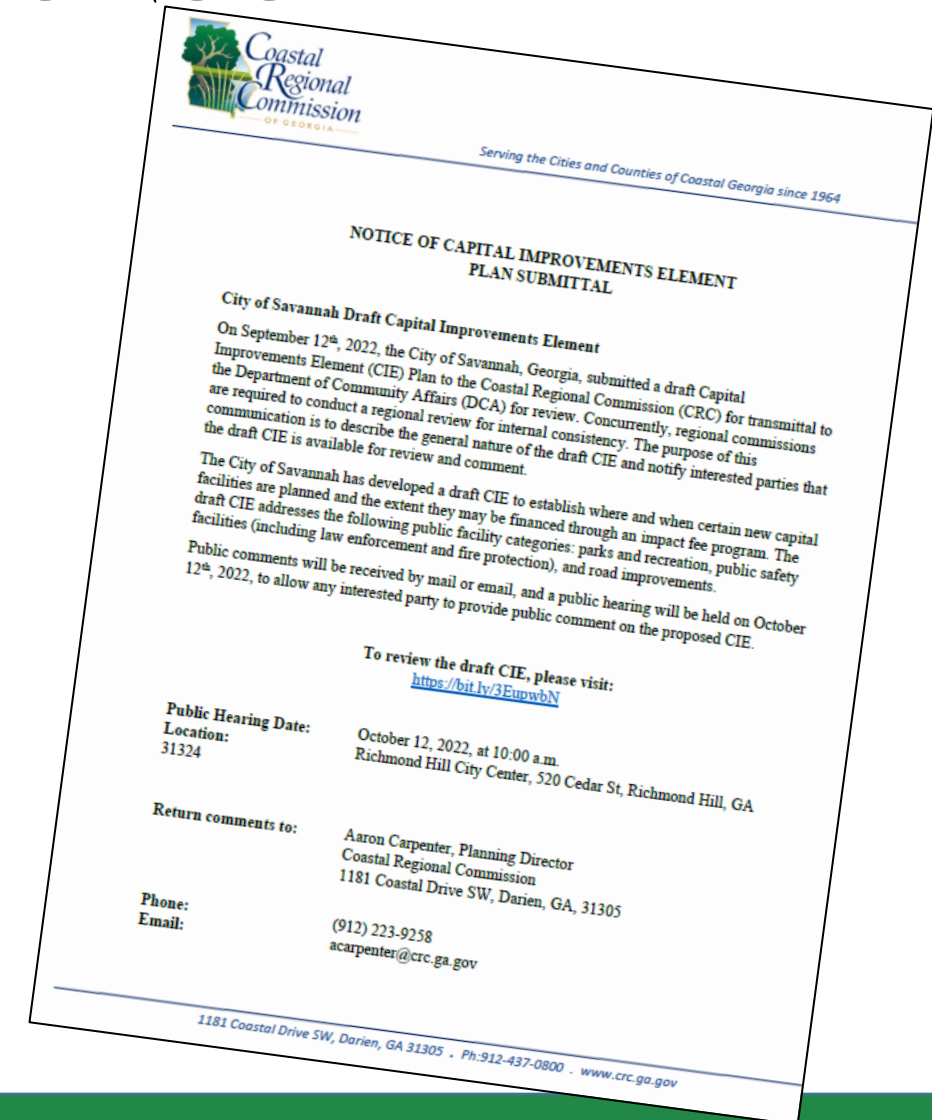 Coastal
Regional
Commission
OF GEORGIA
Serving the Cities and Counties of Coastal Georgia since 1964
NOTICE OF CAPITAL IMPROVEMENTS ELEMENT
PLAN SUBMITTAL
City of Savannah Draft Capital Improvements Element
On September 12th, 2022, the City of Savannah, Georgia, submitted a draft Capital
Improvements Element (CIE) Plan to the Coastal Regional Commission (CRC) for transmittal to
the Department of Community Affairs (DCA) for review. Concurrently, regional commissions
are required to conduct a regional review for internal consistency. The purpose of this
communication is to describe the general nature of the draft CIE and notify interested parties that
the draft CIE is available for review and comment.
The City of Savannah has developed a draft CIE to establish where and when certain new capital
facilities are planned and the extent they may be financed through an impact fee program. The
draft CIE addresses the following public facility categories: parks and recreation, public safety
facilities (including law enforcement and fire protection), and road improvements.
Public comments will be received by mail or email, and a public hearing will be held on October
12th, 2022, to allow any interested party to provide public comment on the proposed CIE.
To review the draft CIE, please visit:
https://bit.ly/3EupwbN
Public Hearing Date: October 12, 2022, at 10:00 a.m.
Location: Richmond Hill City Center, 520 Cedar St, Richmond Hill, GA
31324
Return comments to: Aaron Carpenter, Planning Director
Coastal Regional Commission
1181 Coastal Drive SW, Darien, GA, 31305
Phone: (912) 223-9258
Email: acarpenter@crc.ga.gov
1181 Coastal Drive SW, Darien, GA 31305 . Ph:912-437-0800 . www.crc.ga.gov